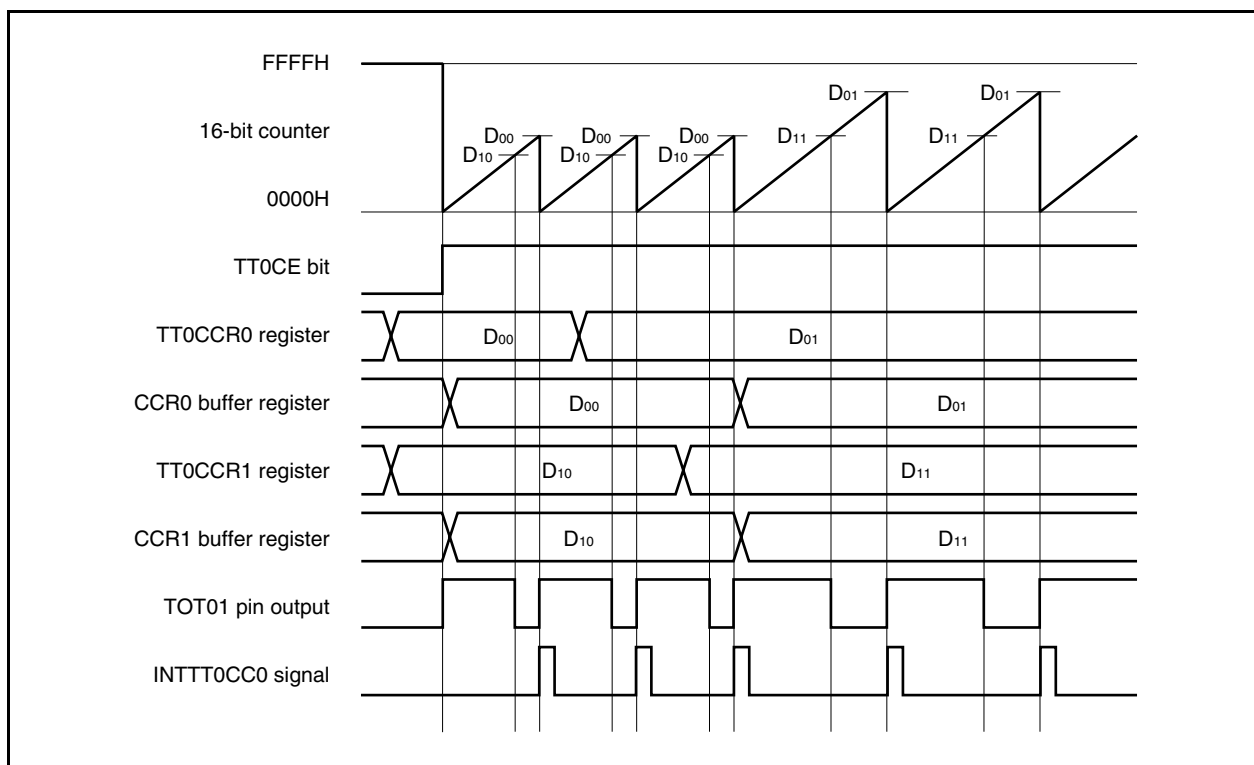 FFFFH
D01 D01
16-bit counter D00 D00 D00 D11 D11
D10 D10 D10
0000H
TT0CE bit
TT0CCR0 register D00 D01
CCR0 buffer register D00 D01
TT0CCR1 register D10 D11
CCR1 buffer register D10 D11
TOT01 pin output
INTTT0CC0 signal